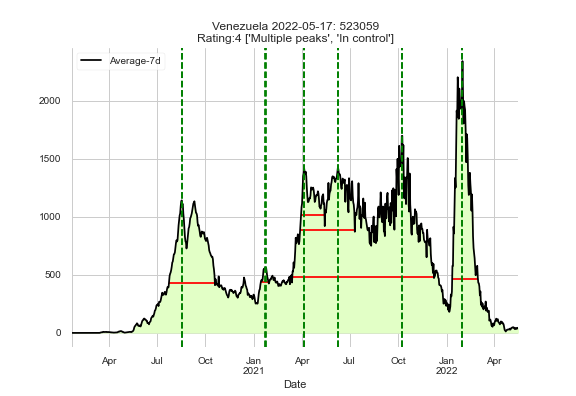 Venezuela 2022-05-17: 523059
Rating:4 ['Multiple peaks', 'In control']
Average-7d
2000
1500
1000
500
0
Apr Jul Oct Jan Apr Jul Oct Jan Apr
2021 2022
Date